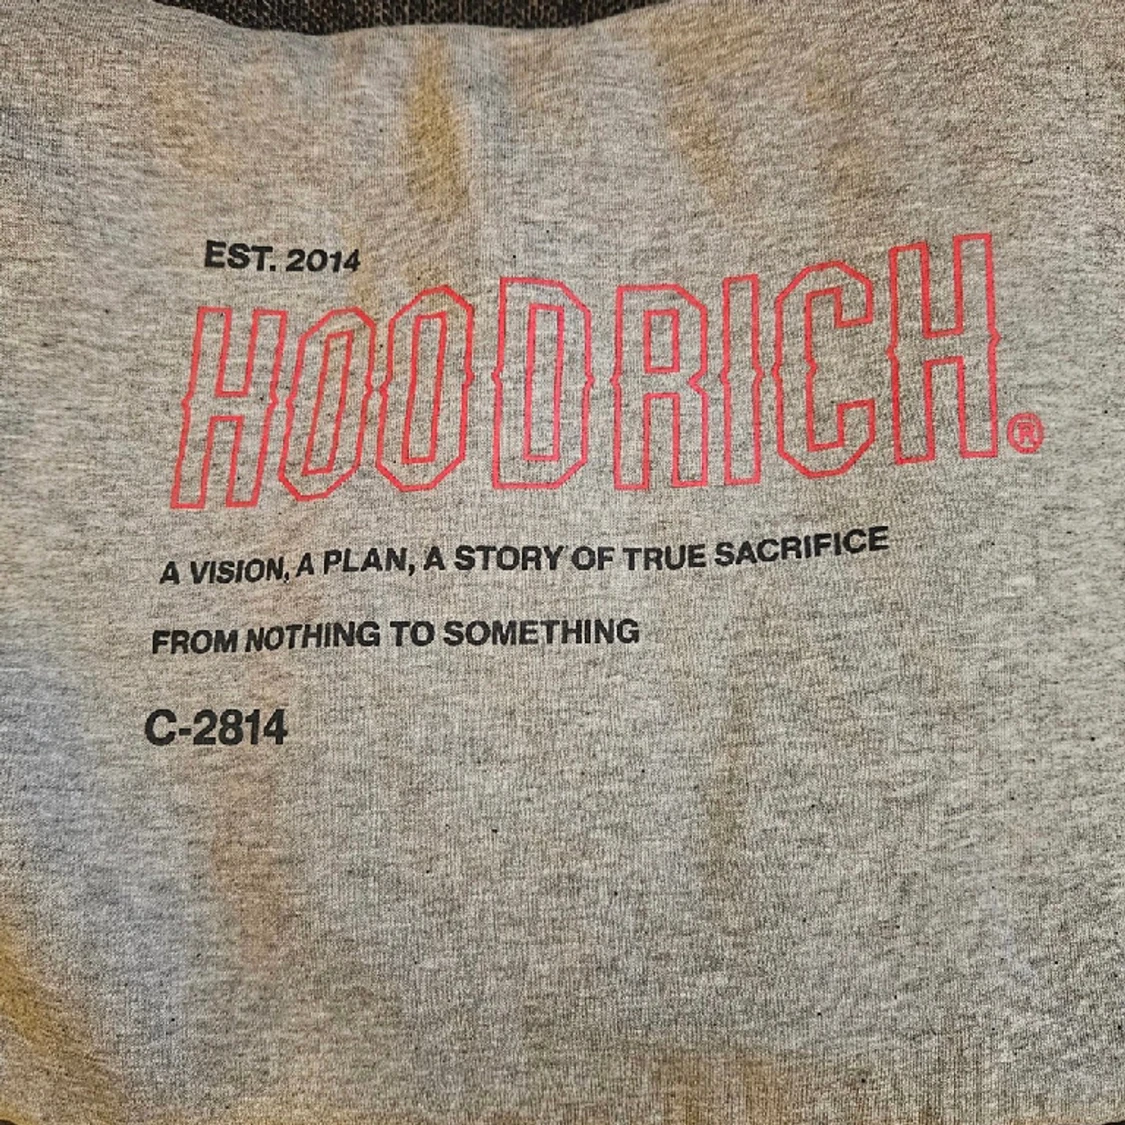 EST. 2014
HOODRICH®
A VISION, A PLAN, A STORY OF TRUE SACRIFICE
FROM NOTHING TO SOMETHING
C-2814